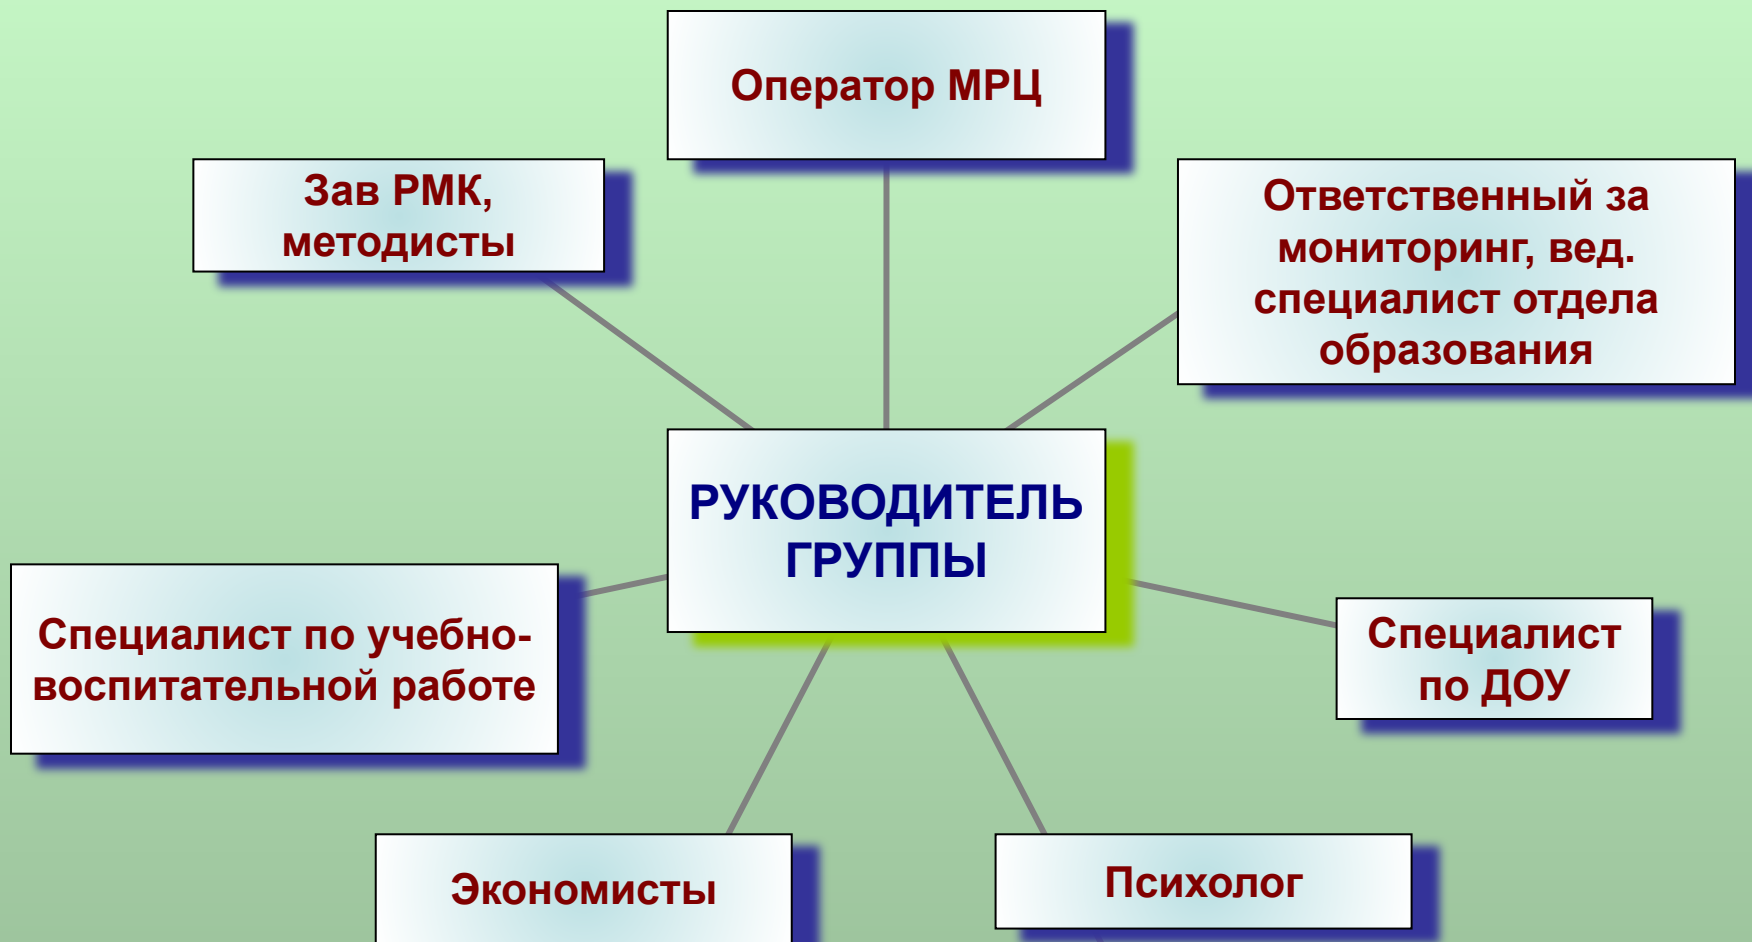 Оператор МРЦ
Зав РМК,
методисты
Ответственный за
мониторинг, вед.
специалист отдела
образования
РУКОВОДИТЕЛЬ
ГРУППЫ
Специалист по учебно-
воспитательной работе
Специалист
по ДОУ
Экономисты
Психолог